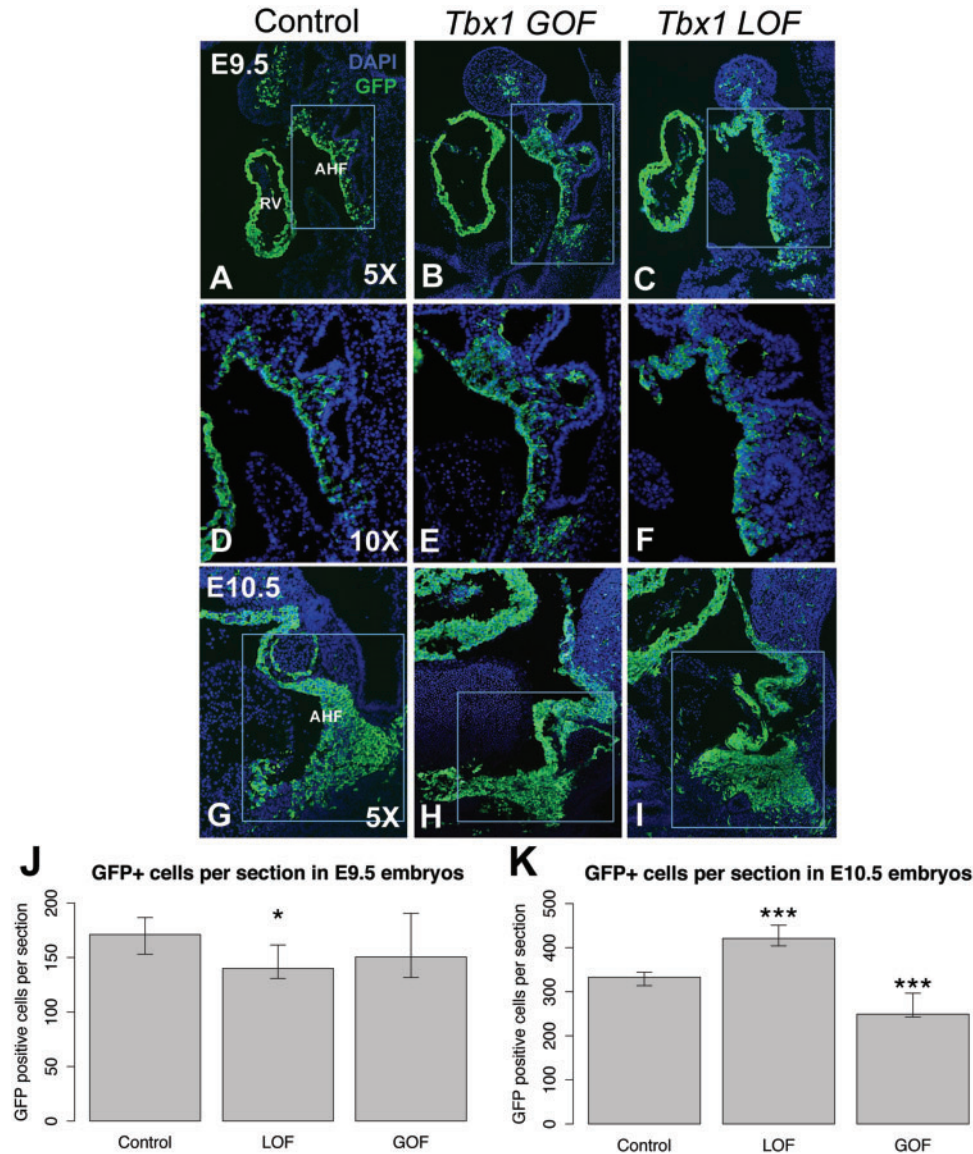 Control
Tbx1 GOF
Tbx1 LOF
E9.5
DAPI
GFP
AHF
RV
A
5X
B
C
D
10X
E
F
E10.5
AHF
G
5X
H
I
J
GFP+ cells per section in E9.5 embryos
GFP positive cells per section
0
50
100
150
200
*
Control
LOF
GOF
K
GFP+ cells per section in E10.5 embryos
GFP positive cells per section
0
100
200
300
400
500
***
***
Control
LOF
GOF